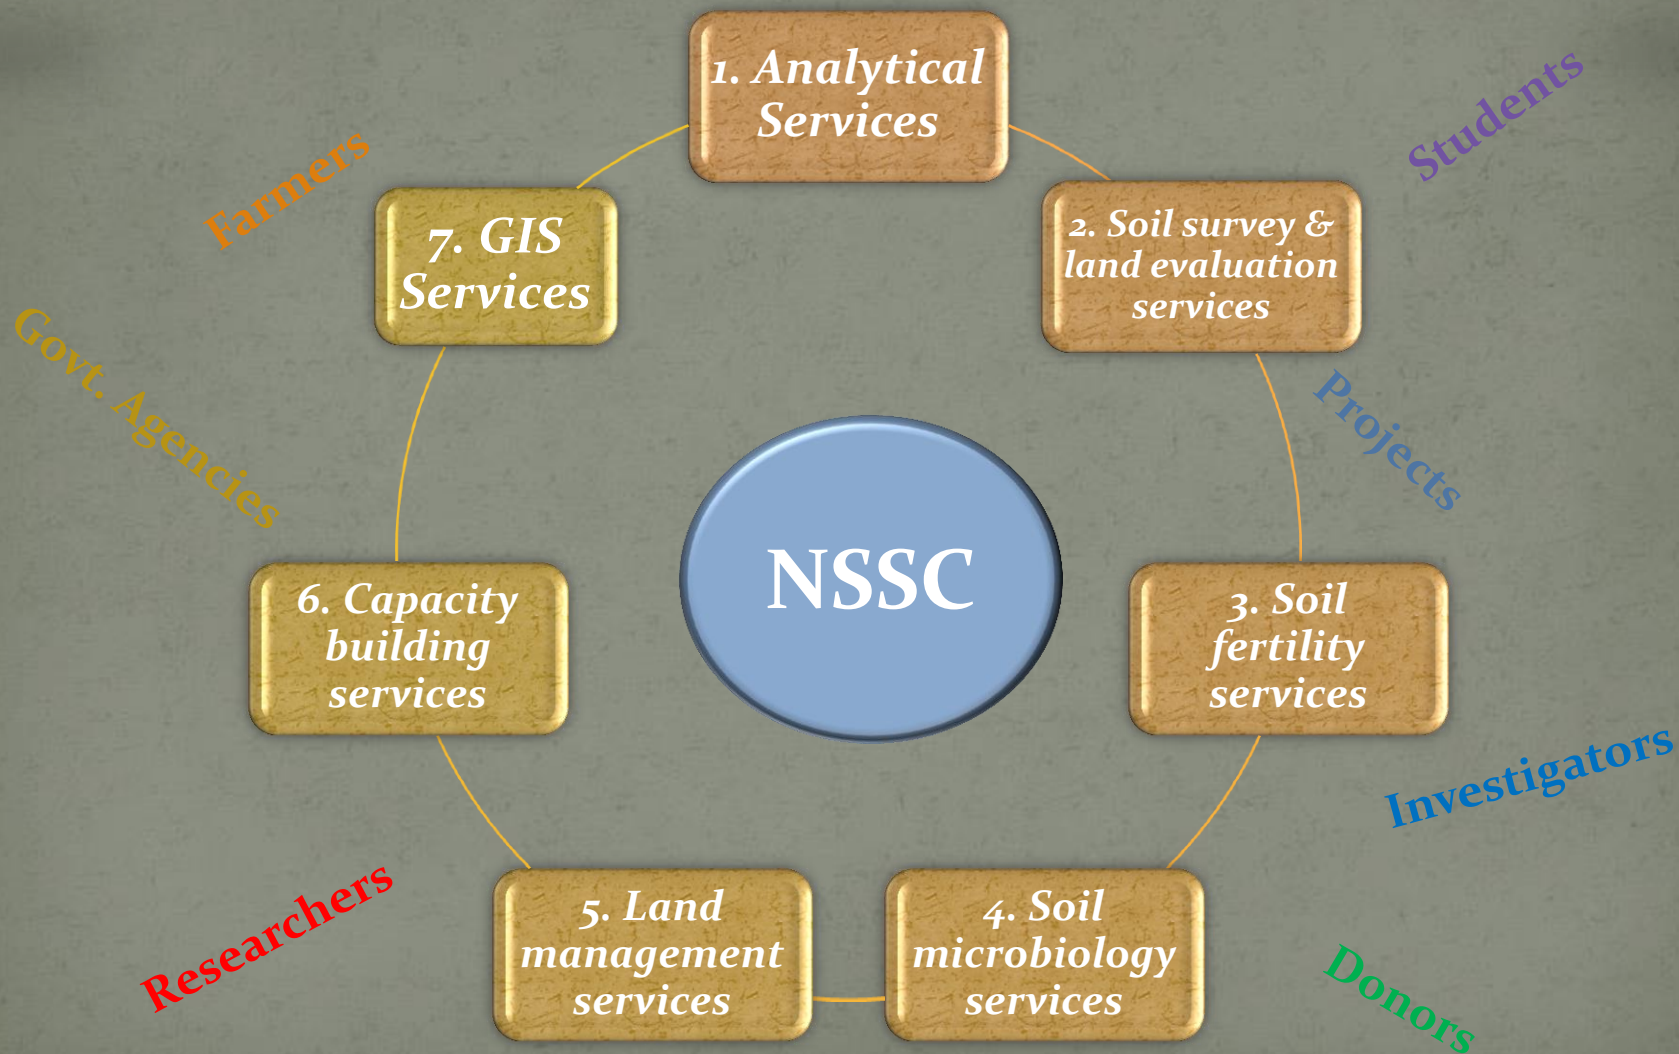 1. Analytical
Services
Students
Farmers
2. Soil survey &
land evaluation
services
7. GIS
Services
Govt. Agencies
Projects
NSSC
6. Capacity
building
services
3. Soil
fertility
services
Investigators
Researchers
5. Land
management
services
4. Soil
microbiology
services
Donors